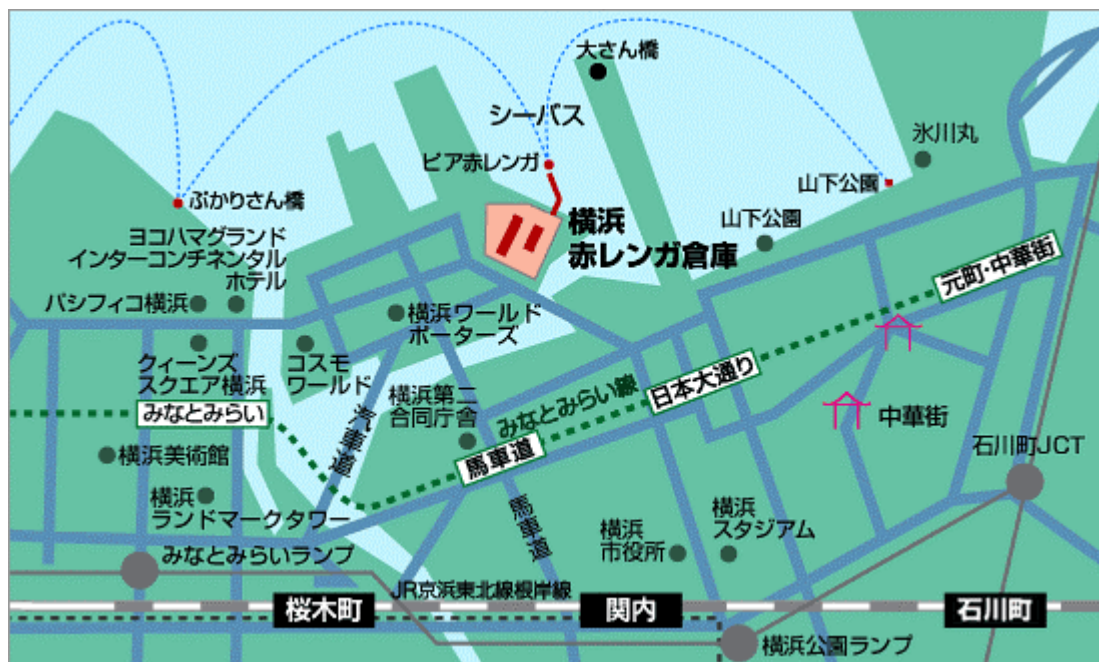 大さん橋
シーバス
氷川丸
ピア赤レンガ
山下公園
ぷかりさん橋
山下公園
横浜
赤レンガ倉庫
ヨコハマグランド
インターコンチネンタル
ホテル
元町・中華街
パシフィコ横浜
横浜ワールド
ポーターズ
クィーンズ
スクエア横浜
コスモ
ワールド
日本大通り
みなとみらい線
横浜第二
合同庁舎
みなとみらい
汽車道
中華街
馬車道
石川町JCT
横浜美術館
横浜
ランドマークタワー
馬車道
横浜
スタジアム
横浜
市役所
みなとみらいランプ
JR京浜東北線根岸線
桜木町
関内
石川町
横浜公園ランプ